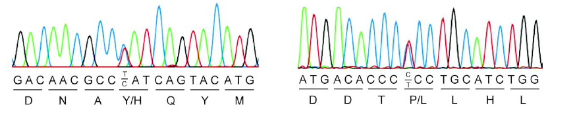 GAC AAC GCC T/C AT CAG TAC ATG
D N A Y/H Q Y M
ATG ACA CCC C/T CC TGC ATC TGG
D D T P/L L H L